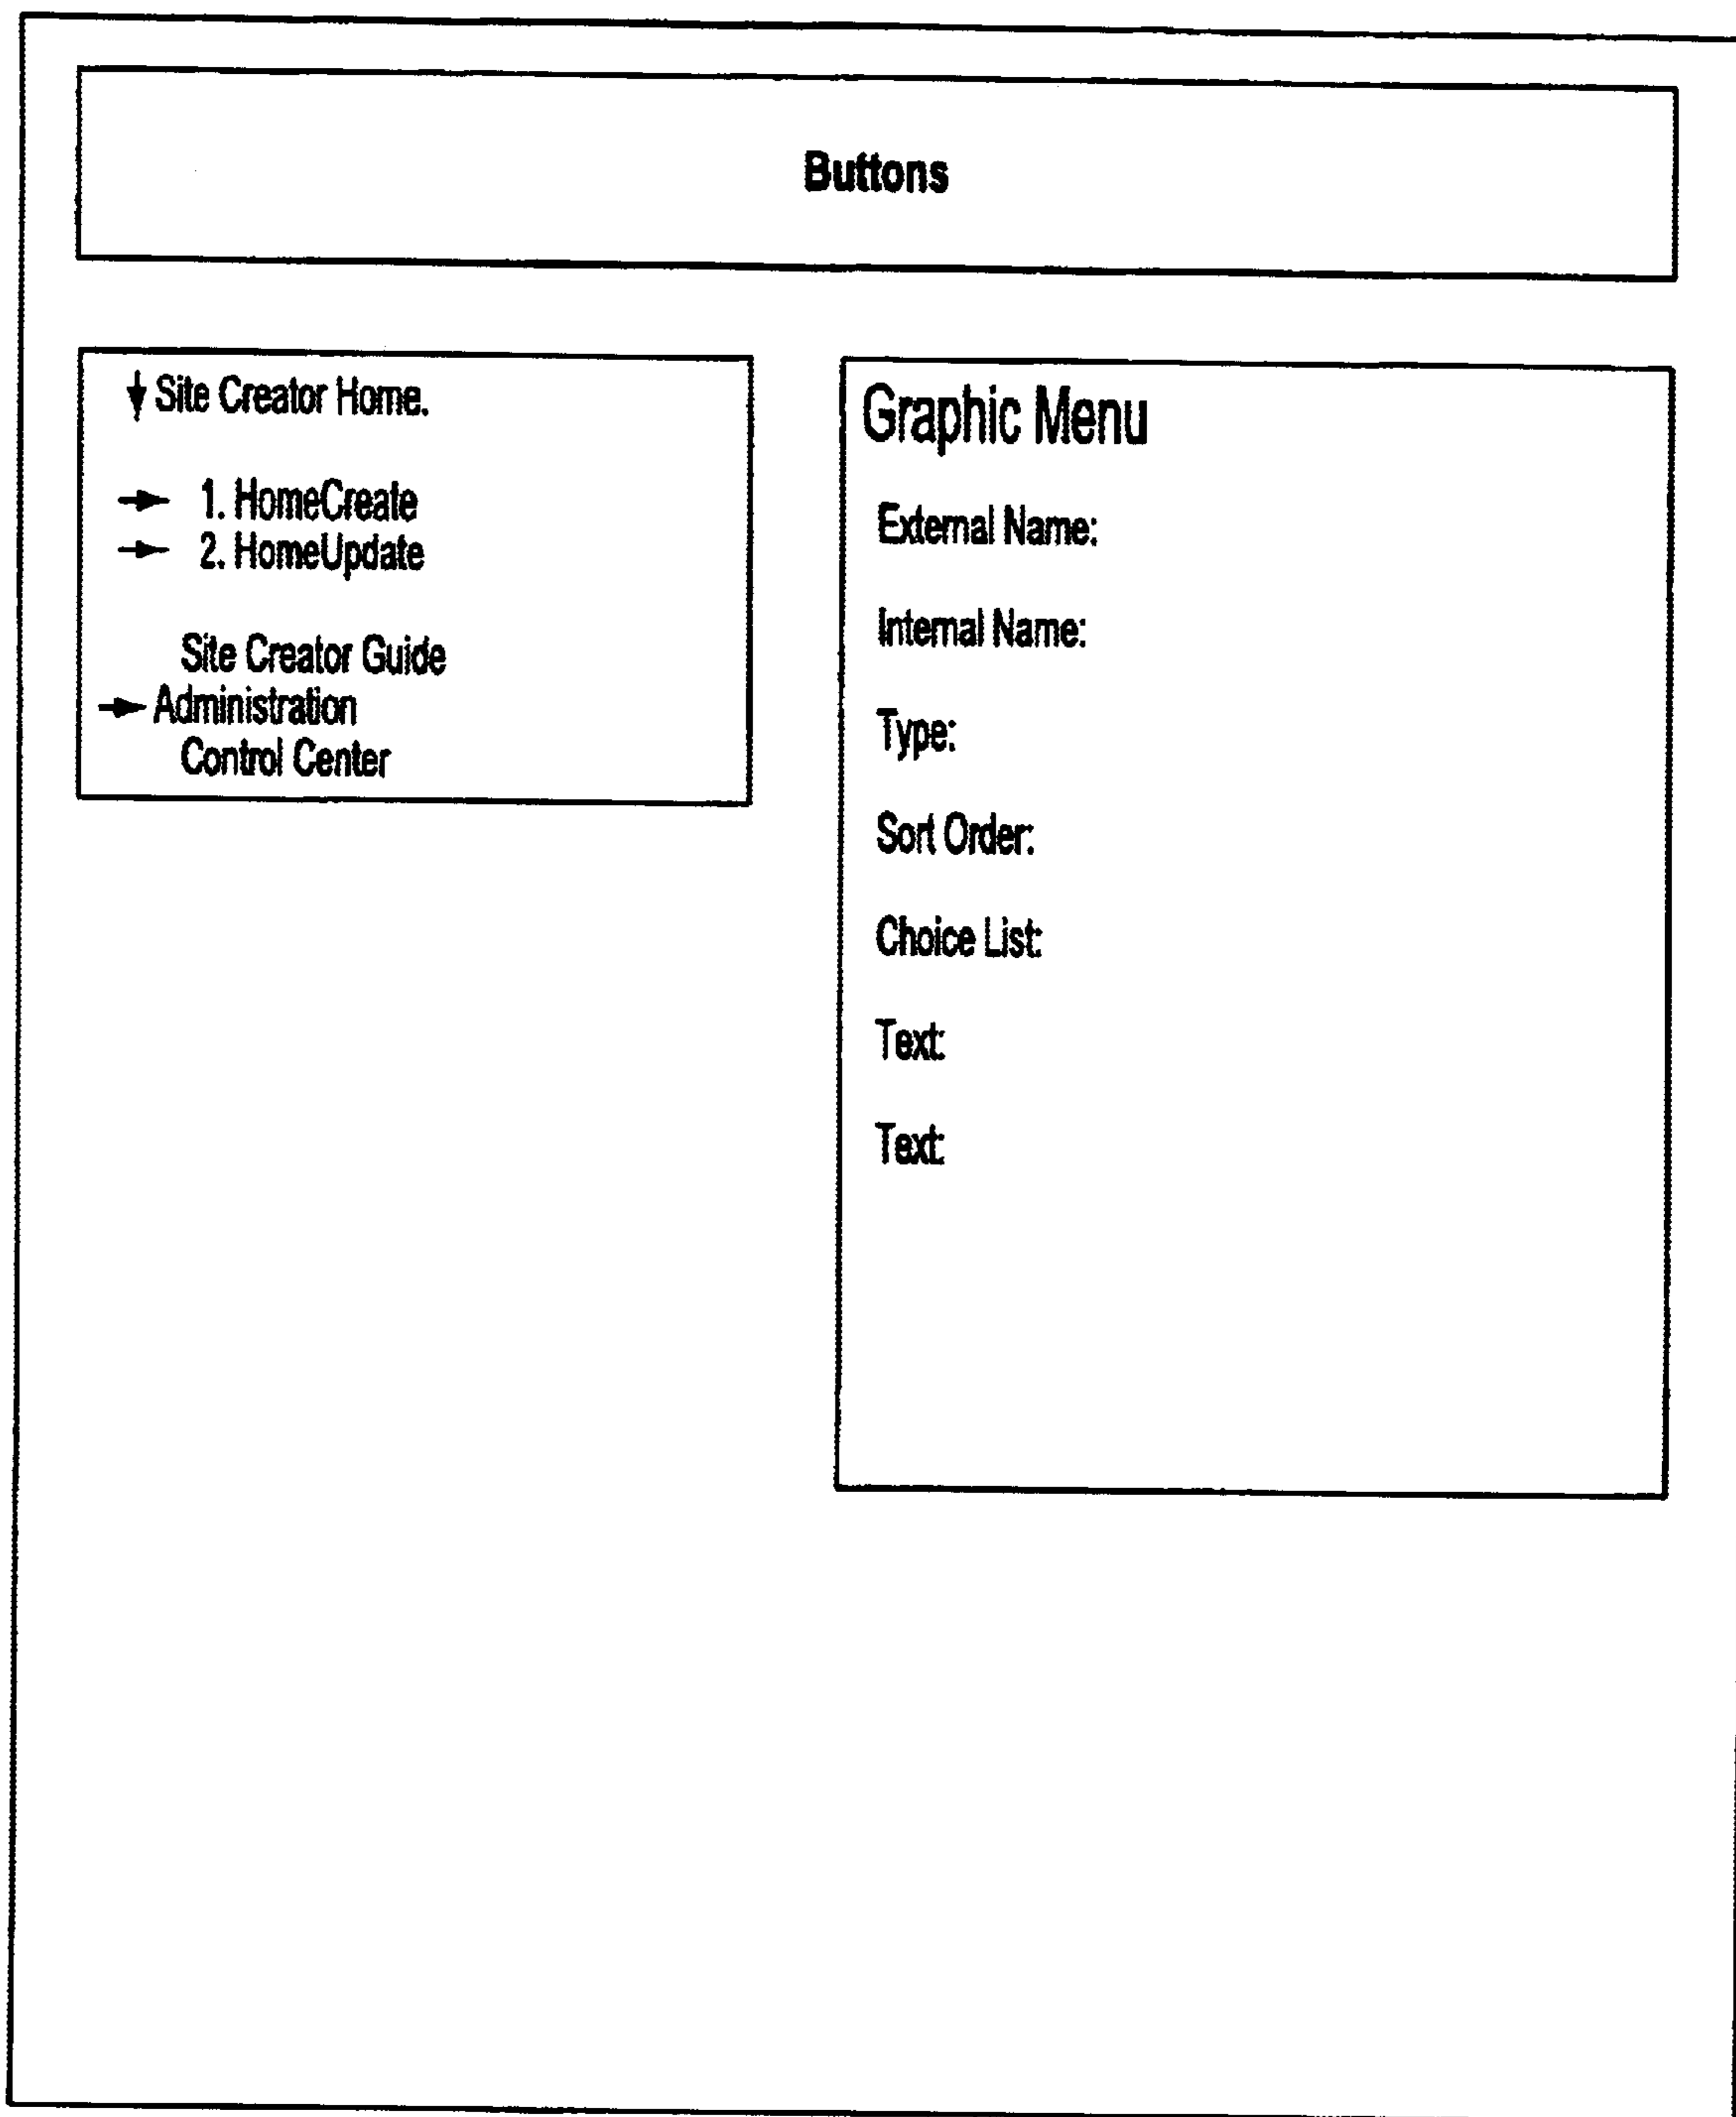 Buttons
Site Creator Home.
1. HomeCreate
2. HomeUpdate
Site Creator Guide
Administration
Control Center
Graphic Menu
External Name:
Internal Name:
Type:
Sort Order:
Choice List:
Text:
Text: